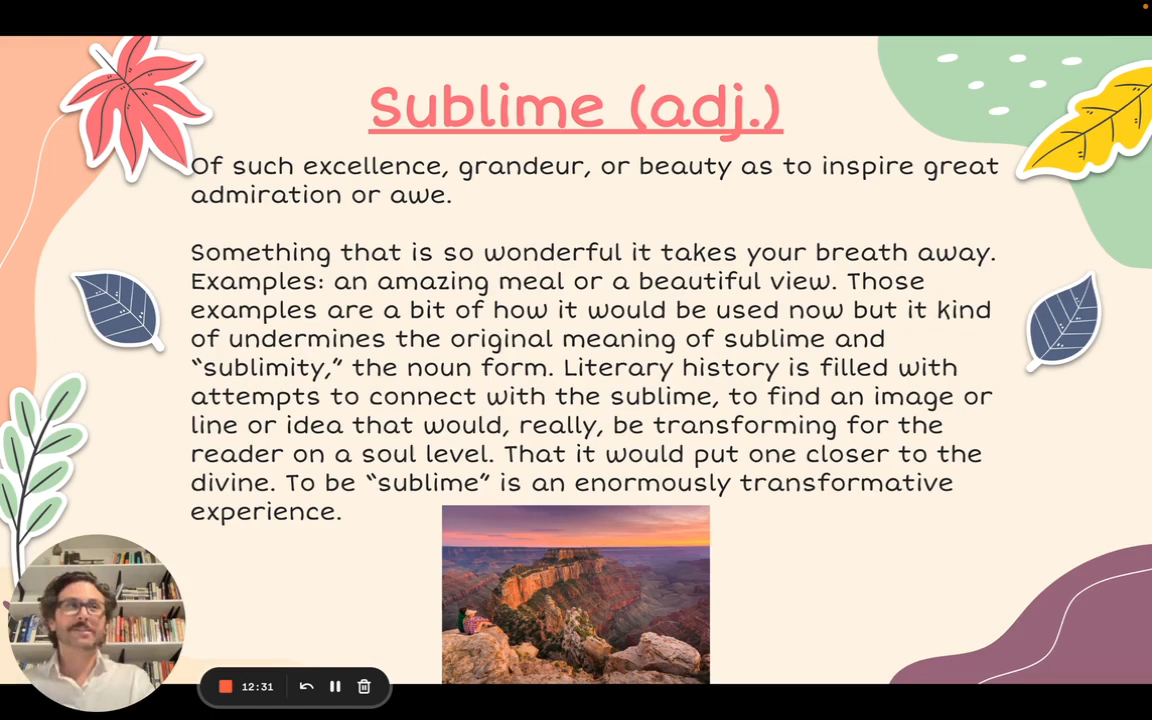 Sublime (adj.)
Of such excellence, grandeur, or beauty as to inspire great
admiration or awe.
Something that is so wonderful it takes your breath away.
Examples: an amazing meal or a beautiful view. Those
examples are a bit of how it would be used now but it kind
of undermines the original meaning of sublime and
“sublimity,” the noun form. Literary history is filled with
attempts to connect with the sublime, to find an image or
line or idea that would, really, be transforming for the
reader on a soul level. That it would put one closer to the
divine. To be “sublime” is an enormously transformative
experience.
12:31